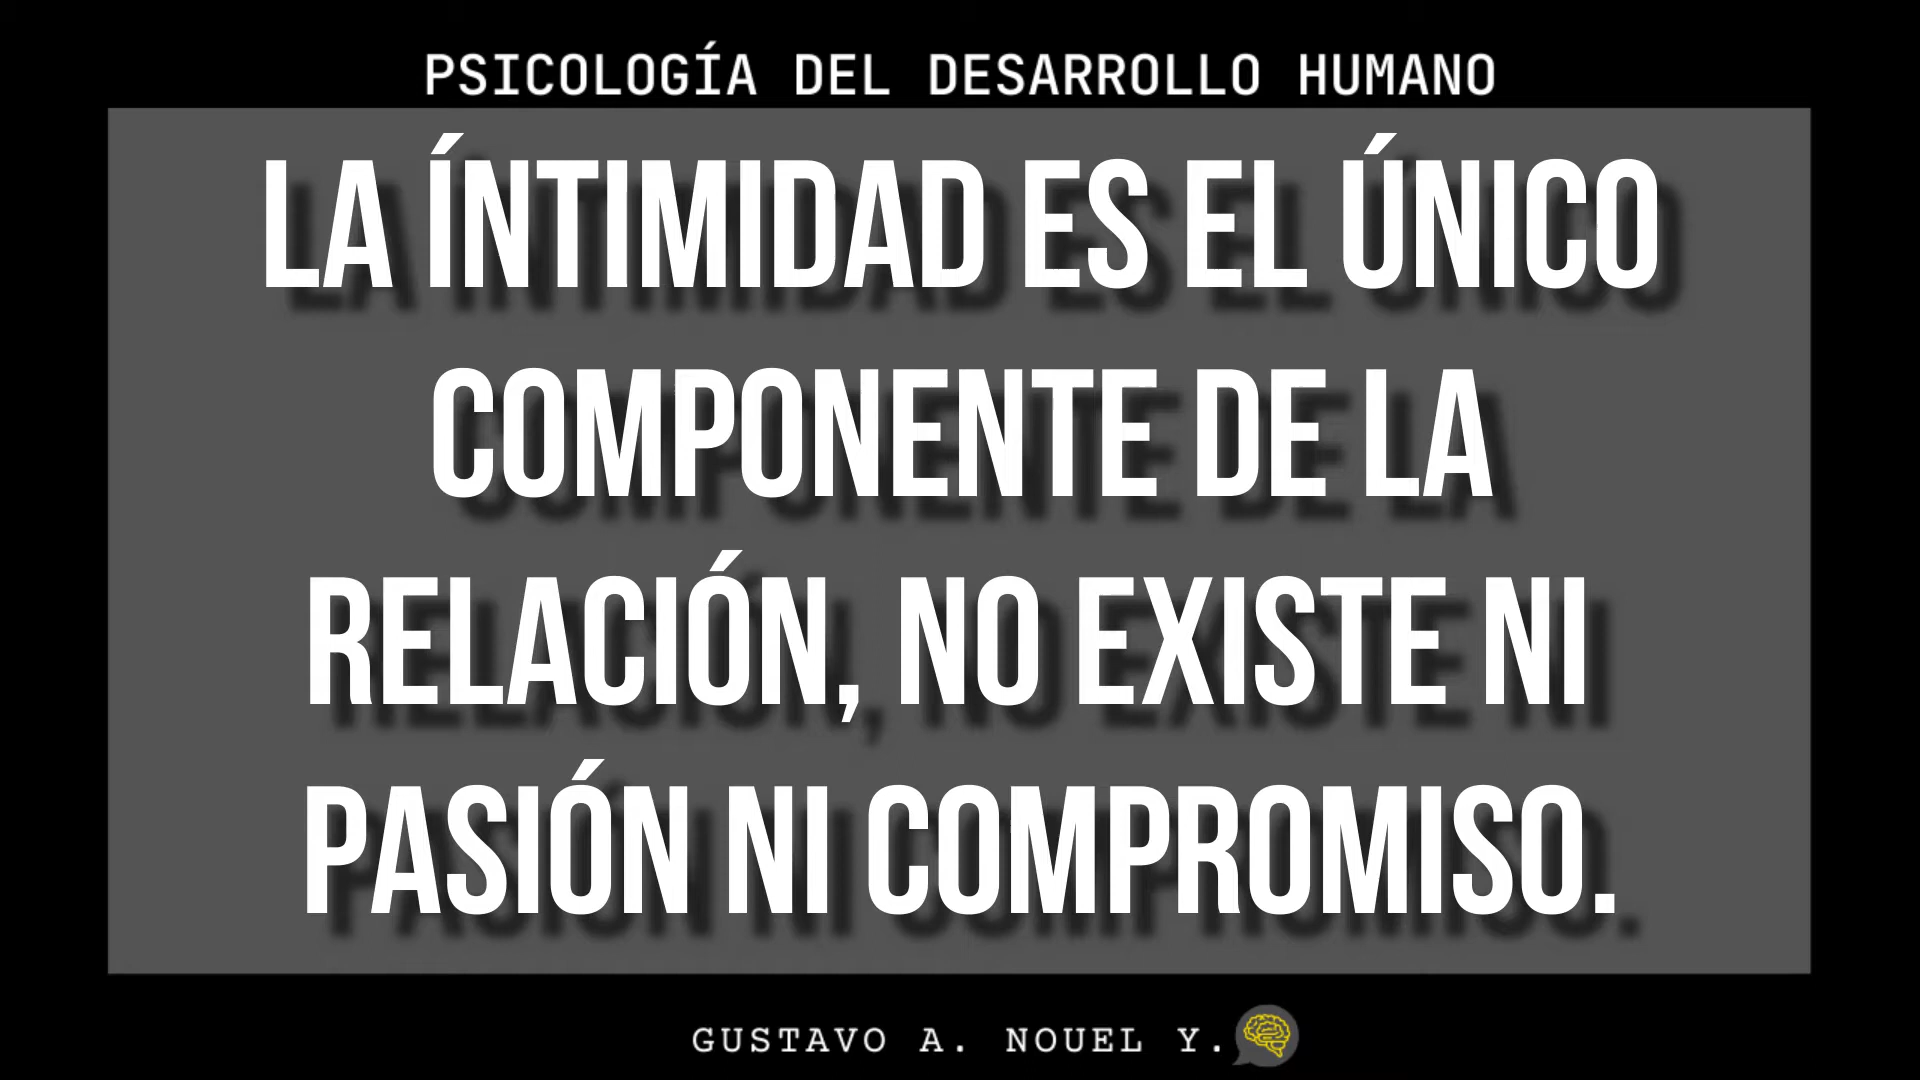 PSICOLOGÍA DEL DESARROLLO HUMANO
LA ÍNTIMIDAD ES EL ÚNICO
COMPONENTE DE LA
RELACIÓN, NO EXISTE NI
PASIÓN NI COMPROMISO.
GUSTAVO A. NOUEL Y.